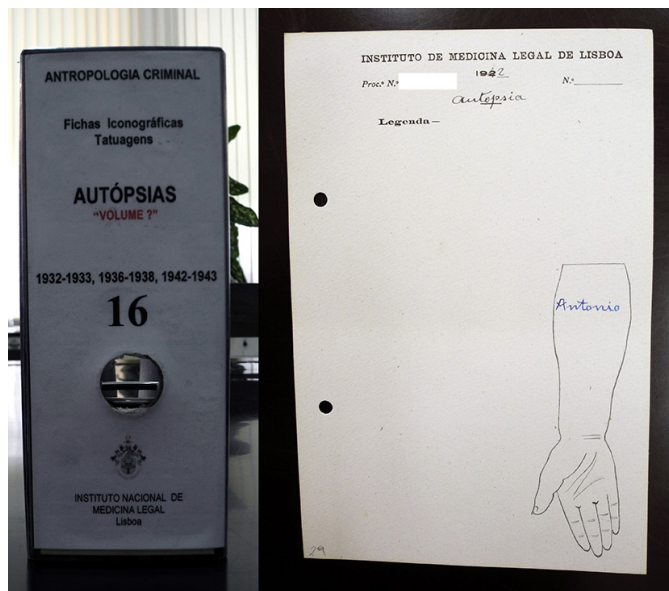 ANTROPOLOGIA CRIMINAL
Fichas Iconográficas
Tatuagens
AUTÓPSIAS
"VOLUME ?"
1932-1933, 1936-1938, 1942-1943
16
INSTITUTO NACIONAL DE
MEDICINA LEGAL
Lisboa
INSTITUTO DE MEDICINA LEGAL DE LISBOA
1942
Proc.º N.º N.º
autópsia
Legenda —
Antonio
29